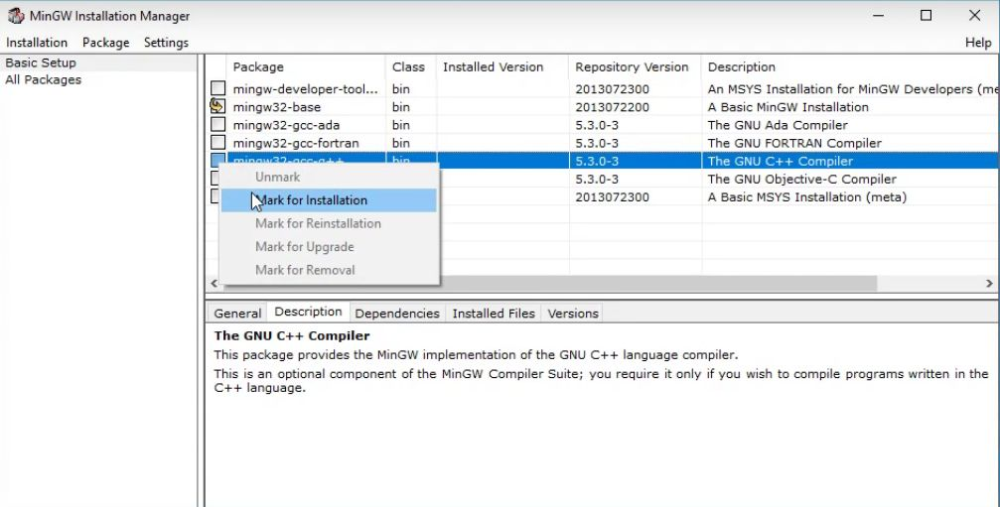 MinGW Installation Manager
Installation Package Settings Help
Basic Setup
All Packages
Package Class Installed Version Repository Version Description
mingw-developer-tool... bin 2013072300 An MSYS Installation for MinGW Developers (me
mingw32-base bin 2013072200 A Basic MinGW Installation
mingw32-gcc-ada bin 5.3.0-3 The GNU Ada Compiler
mingw32-gcc-fortran bin 5.3.0-3 The GNU FORTRAN Compiler
mingw32-gcc-g++ bin 5.3.0-3 The GNU C++ Compiler
5.3.0-3 The GNU Objective-C Compiler
2013072300 A Basic MSYS Installation (meta)
Unmark
Mark for Installation
Mark for Reinstallation
Mark for Upgrade
Mark for Removal
General Description Dependencies Installed Files Versions
The GNU C++ Compiler
This package provides the MinGW implementation of the GNU C++ language compiler.
This is an optional component of the MinGW Compiler Suite; you require it only if you wish to compile programs written in the
C++ language.